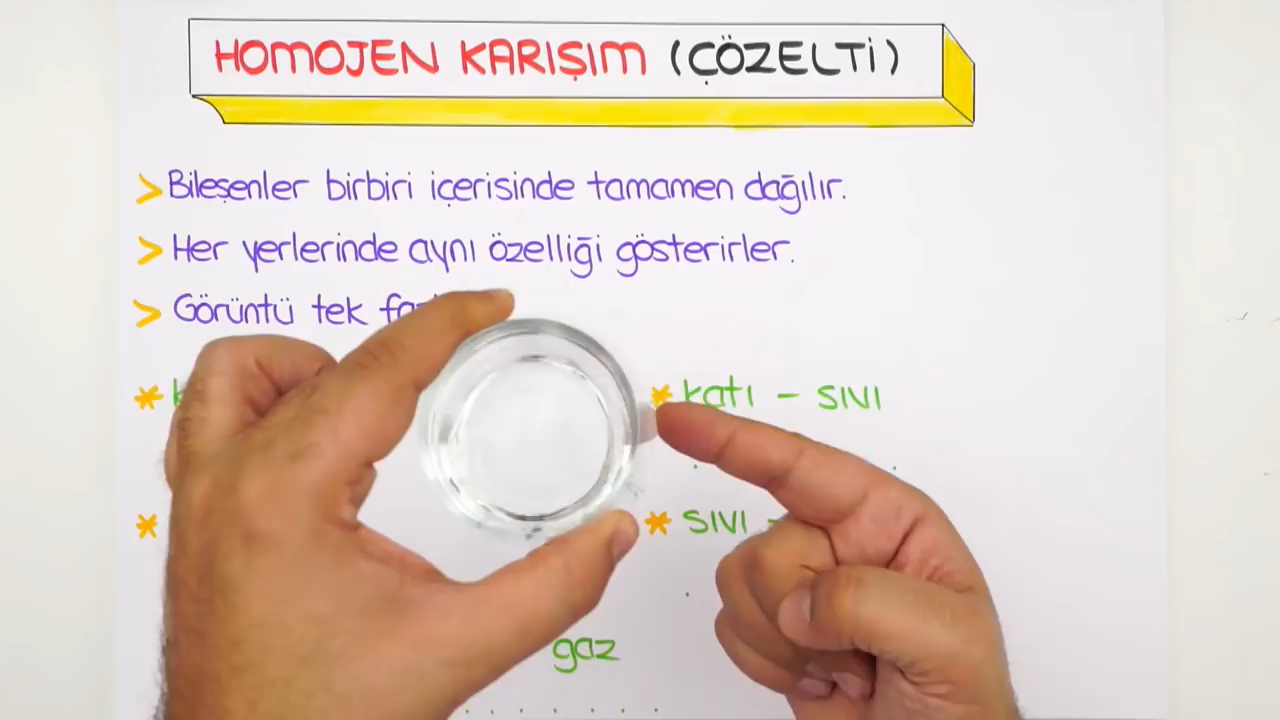 HOMOJEN KARIŞIM (ÇÖZELTİ)
> Bileşenler birbiri içerisinde tamamen dağılır.
> Her yerlerinde aynı özelliği gösterirler.
> Görüntü tek
* * katı - sıvı
* * sıvı -
gaz